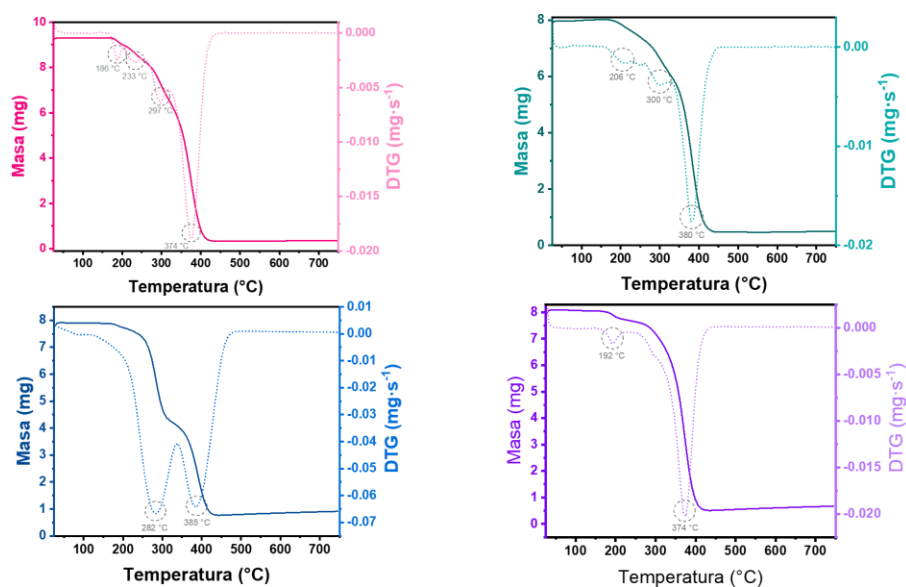 Masa (mg)
10
8
6
4
2
0
186 °C
233 °C
297 °C
374 °C
0.000
-0.005
-0.010
-0.015
-0.020
DTG (mg·s⁻¹)
100 200 300 400 500 600 700
Temperatura (°C)
Masa (mg)
8
6
4
2
0
206 °C
300 °C
380 °C
0.00
-0.01
-0.02
DTG (mg·s⁻¹)
100 200 300 400 500 600 700
Temperatura (°C)
Masa (mg)
8
7
6
5
4
3
2
1
0
282 °C
385 °C
0.01
0.00
-0.01
-0.02
-0.03
-0.04
-0.05
-0.06
-0.07
DTG (mg·s⁻¹)
100 200 300 400 500 600 700
Temperatura (°C)
Masa (mg)
8
7
6
5
4
3
2
1
0
192 °C
374 °C
0.000
-0.005
-0.010
-0.015
-0.020
DTG (mg·s⁻¹)
100 200 300 400 500 600 700
Temperatura (°C)